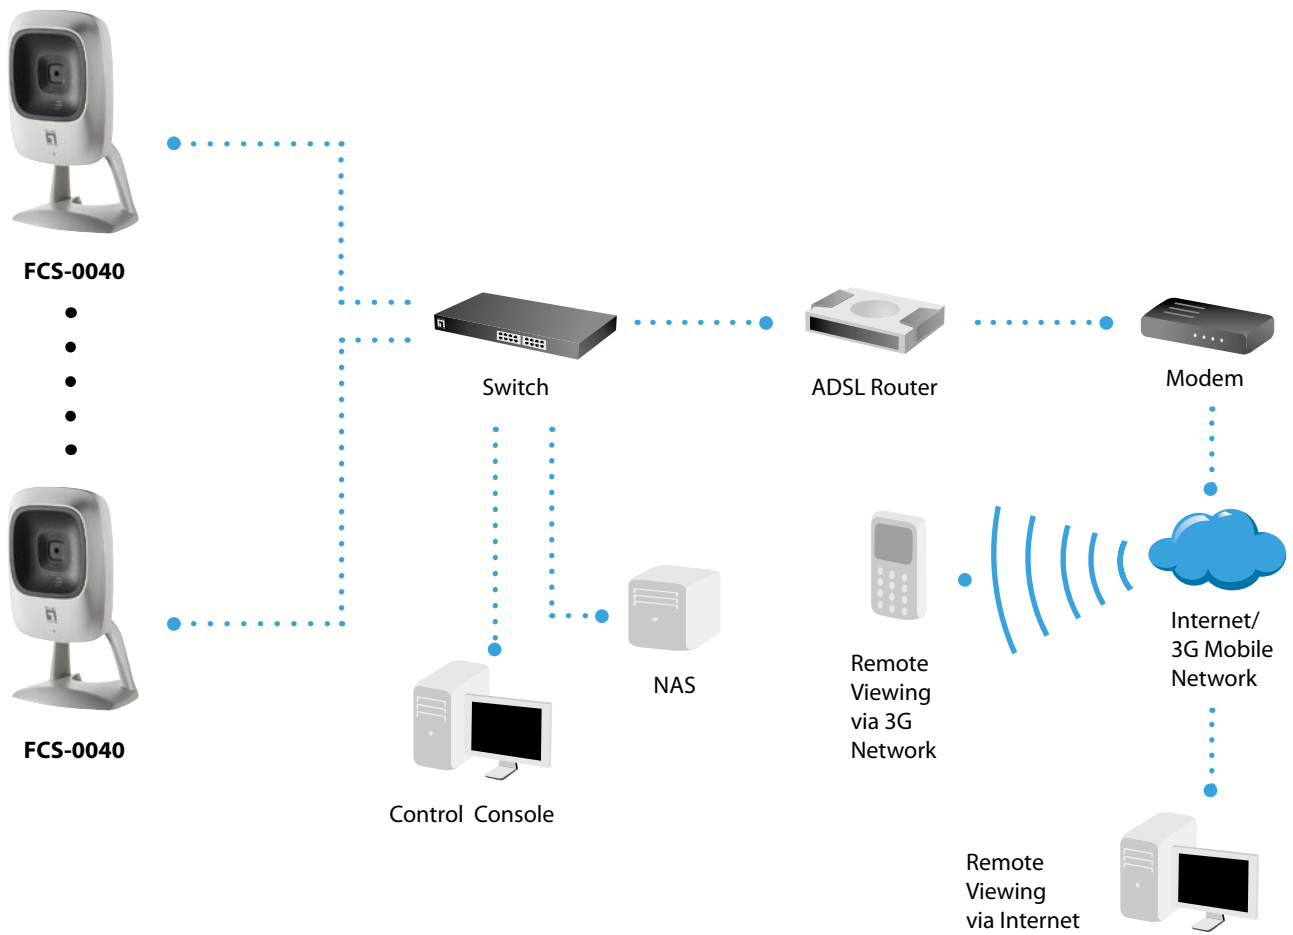 FCS-0040
Switch
ADSL Router
Modem
Internet/
3G Mobile
Network
Remote
Viewing
via 3G
Network
NAS
FCS-0040
Control Console
Remote
Viewing
via Internet